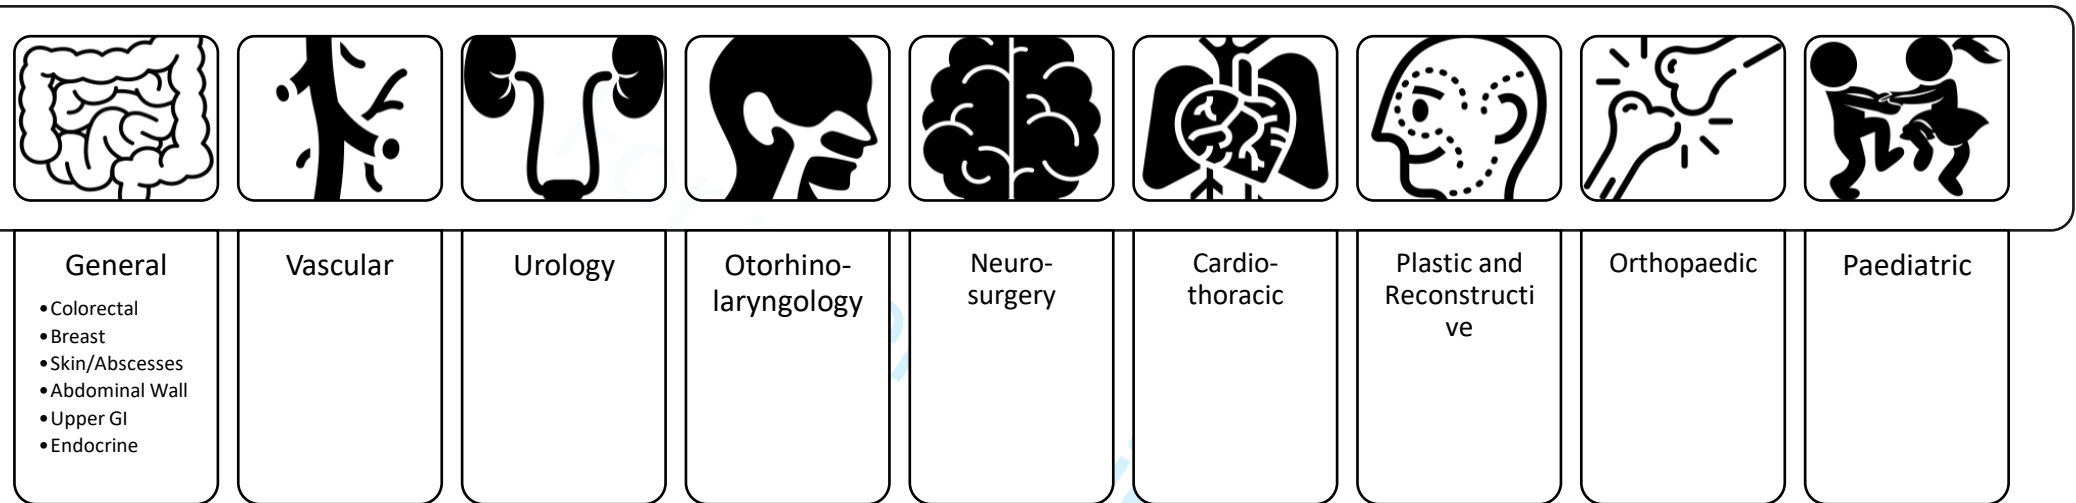 General
• Colorectal
• Breast
• Skin/Abscesses
• Abdominal Wall
• Upper GI
• Endocrine
Vascular
Urology
Otorhino-
laryngology
Neuro-
surgery
Cardio-
thoracic
Plastic and
Reconstructi
ve
Orthopaedic
Paediatric